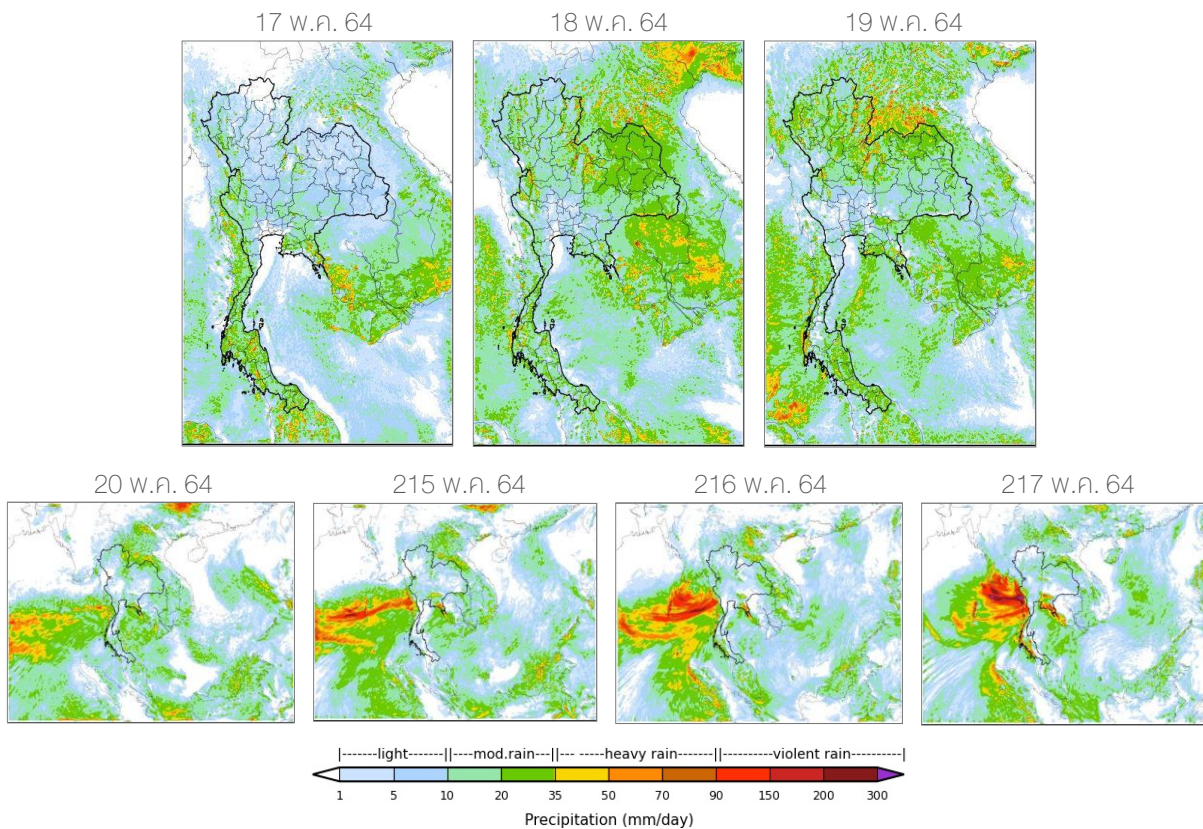 17 พ.ค. 64
18 พ.ค. 64
19 พ.ค. 64
20 พ.ค. 64
215 พ.ค. 64
216 พ.ค. 64
217 พ.ค. 64
|-------light-------||----mod.rain---||--- -----heavy rain-------||---------violent rain----------|
1 5 10 20 35 50 70 90 150 200 300
Precipitation (mm/day)